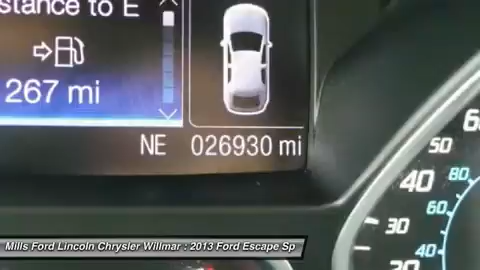 stance to E
267 mi
NE 026930 mi
60
50
40
30
20
80
60
40
Mills Ford Lincoln Chrysler Willmar : 2013 Ford Escape Sp